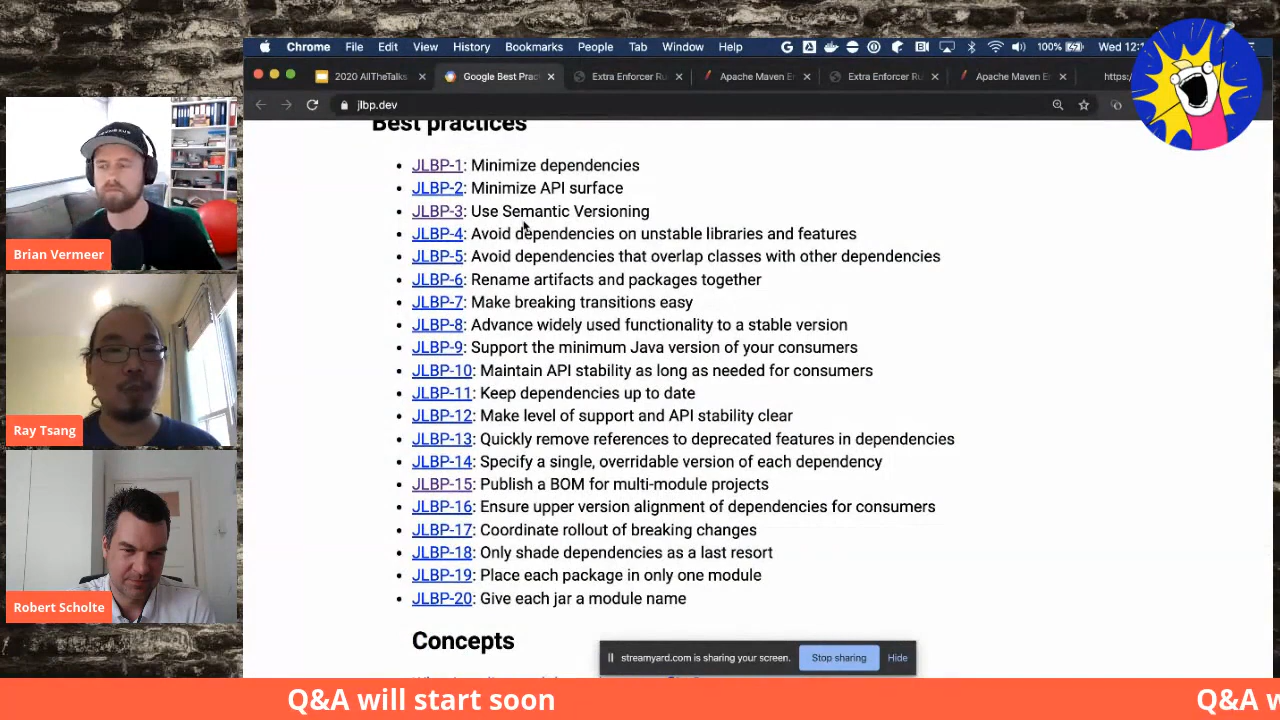 Chrome File Edit View History Bookmarks People Tab Window Help
100%
2020 AllTheTalks
Google Best Prac
Extra Enforcer Ru
Apache Maven E
Extra Enforcer Ru
Apache Maven E
https:/
jlbp.dev
Best practices
JLBP-1: Minimize dependencies
JLBP-2: Minimize API surface
JLBP-3: Use Semantic Versioning
JLBP-4: Avoid dependencies on unstable libraries and features
JLBP-5: Avoid dependencies that overlap classes with other dependencies
JLBP-6: Rename artifacts and packages together
JLBP-7: Make breaking transitions easy
JLBP-8: Advance widely used functionality to a stable version
JLBP-9: Support the minimum Java version of your consumers
JLBP-10: Maintain API stability as long as needed for consumers
JLBP-11: Keep dependencies up to date
JLBP-12: Make level of support and API stability clear
JLBP-13: Quickly remove references to deprecated features in dependencies
JLBP-14: Specify a single, overridable version of each dependency
JLBP-15: Publish a BOM for multi-module projects
JLBP-16: Ensure upper version alignment of dependencies for consumers
JLBP-17: Coordinate rollout of breaking changes
JLBP-18: Only shade dependencies as a last resort
JLBP-19: Place each package in only one module
JLBP-20: Give each jar a module name
Concepts
streamyard.com is sharing your screen. Stop sharing Hide
Brian Vermeer
Ray Tsang
Robert Scholte
Q&A will start soon
Q&A w